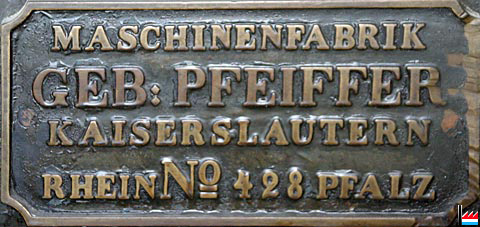 MASCHINENFABRIK
GEB: PFEIFFER
KAISERSLAUTERN
RHEIN No 428 PFALZ